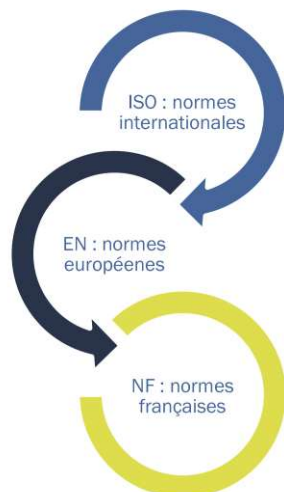 ISO : normes
internationales
EN : normes
européenes
NF : normes
françaises